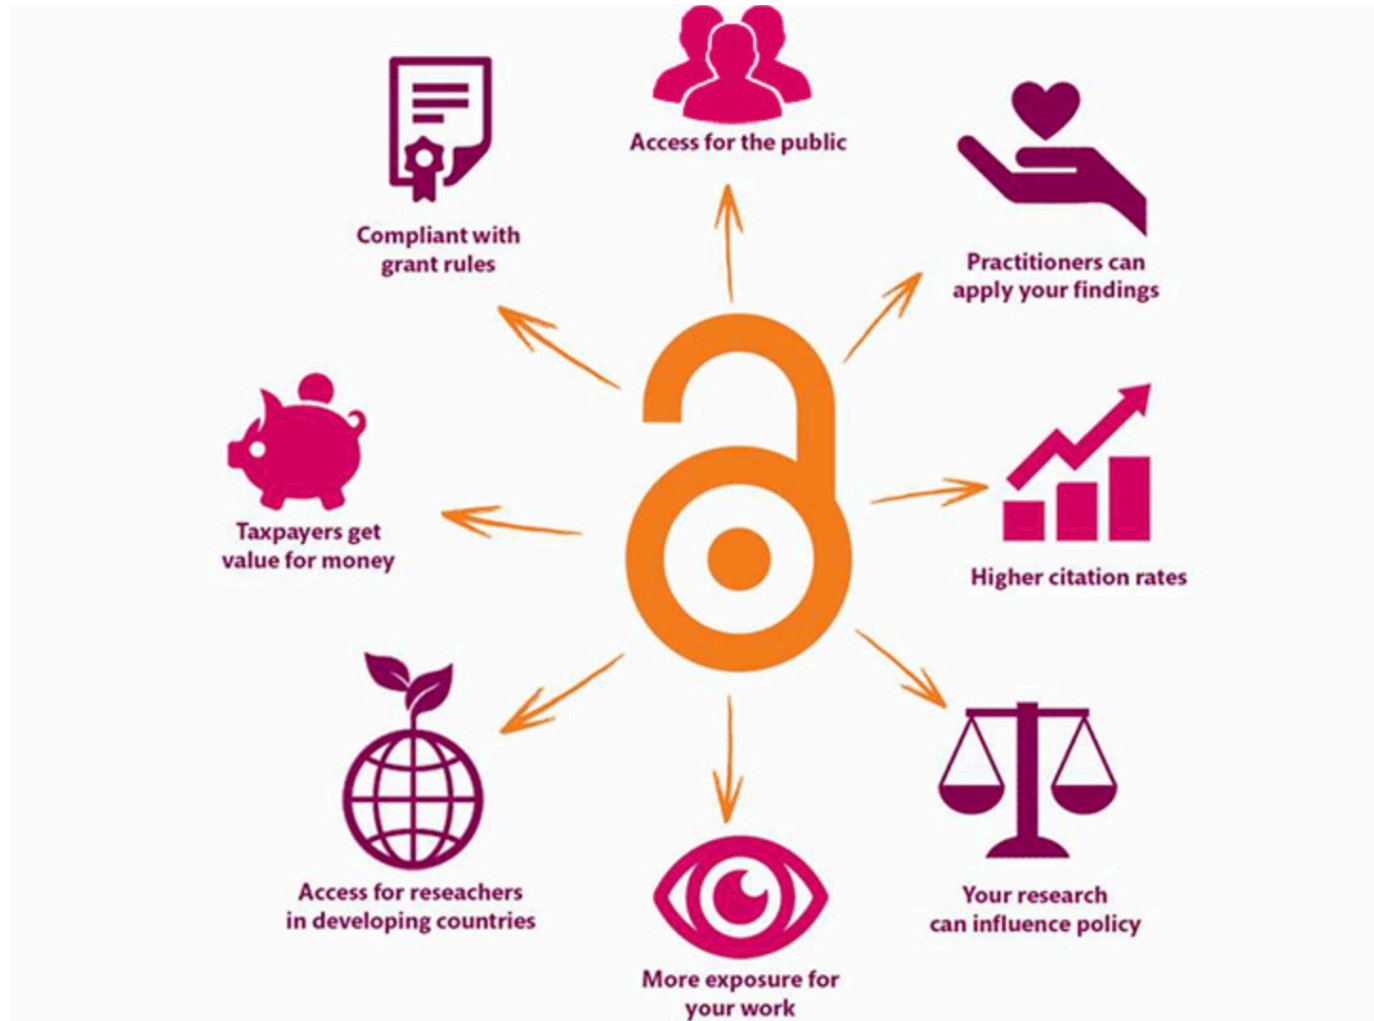 Access for the public
Compliant with
grant rules
Practitioners can
apply your findings
Taxpayers get
value for money
Higher citation rates
Access for reseachers
in developing countries
Your research
can influence policy
More exposure for
your work